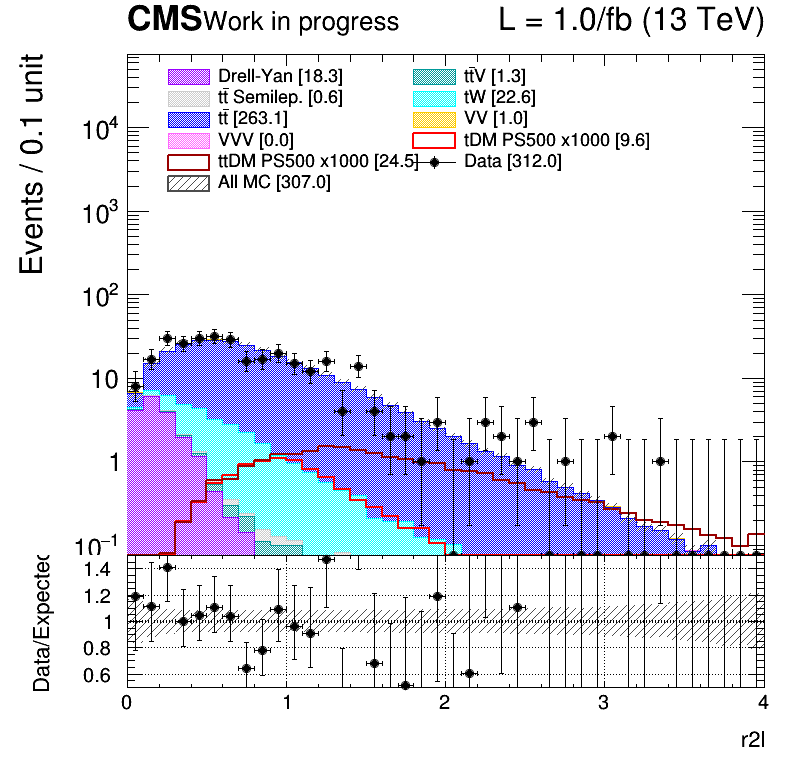 CMS Work in progress L = 1.0/fb (13 TeV)
Events / 0.1 unit
Drell-Yan [18.3] tt̄V [1.3]
tt̄ Semilep. [0.6] tW [22.6]
tt̄ [263.1] VV [1.0]
VVV [0.0] tDM PS500 x1000 [9.6]
ttDM PS500 x1000 [24.5] Data [312.0]
All MC [307.0]
10⁴
10³
10²
10
1
10⁻¹
Data/Expected
1.4
1.2
1
0.8
0.6
0 1 2 3 4
r2l